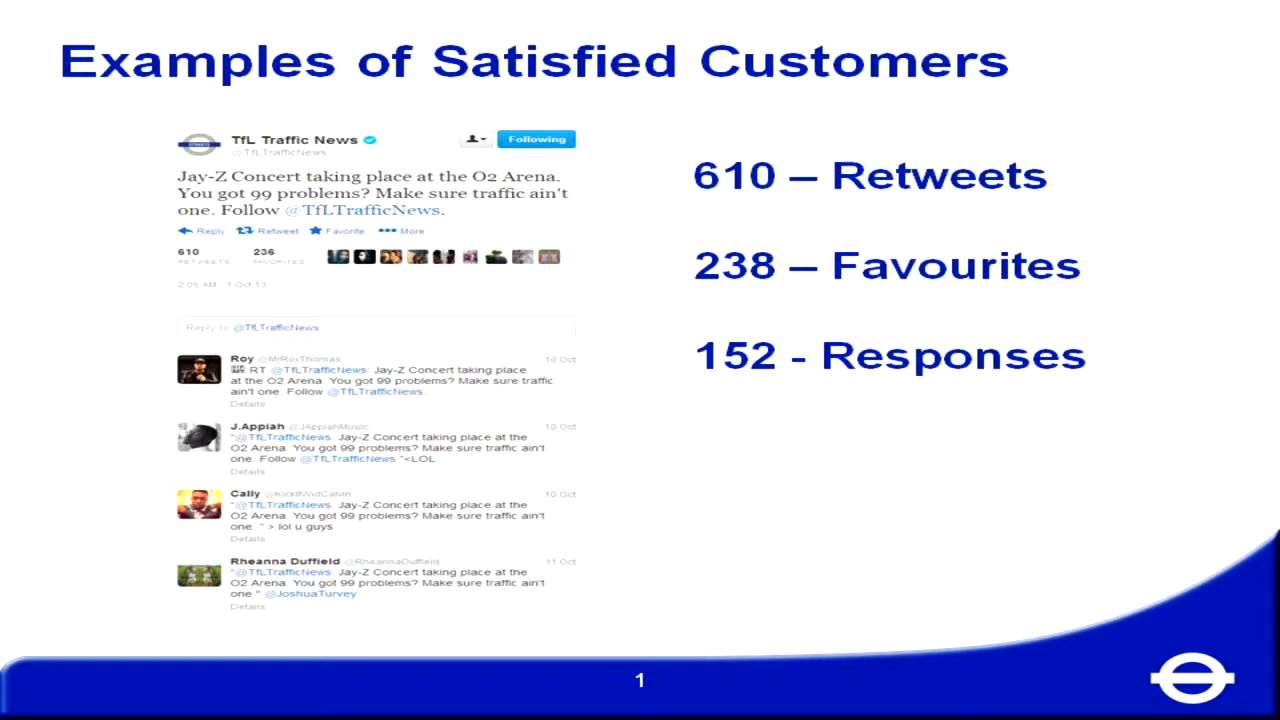 Examples of Satisfied Customers
TfL Traffic News
@TfLTrafficNews
Following
Jay-Z Concert taking place at the O2 Arena.
You got 99 problems? Make sure traffic ain't
one. Follow @TfLTrafficNews.
Reply Retweet Favorite More
610 236
RETWEETS FAVORITES
2:05 AM 1 Oct 13
Reply to @TfLTrafficNews
Roy @MrRoyThomas 10 Oct
RT @TfLTrafficNews: Jay-Z Concert taking place
at the O2 Arena. You got 99 problems? Make sure traffic
ain't one. Follow @TfLTrafficNews.
Details
J.Appiah @JAppiahMusic 10 Oct
"@TfLTrafficNews: Jay-Z Concert taking place at the
O2 Arena. You got 99 problems? Make sure traffic ain't
one. Follow @TfLTrafficNews."<LOL
Details
Cally 10 Oct
"@TfLTrafficNews: Jay-Z Concert taking place at the
O2 Arena. You got 99 problems? Make sure traffic ain't
one. " > lol u guys
Details
Rheanna Duffield @RheannaDuffield 11 Oct
"@TfLTrafficNews: Jay-Z Concert taking place at the
O2 Arena. You got 99 problems? Make sure traffic ain't
one." @JoshuaTurvey
Details
610 – Retweets
238 – Favourites
152 - Responses
1